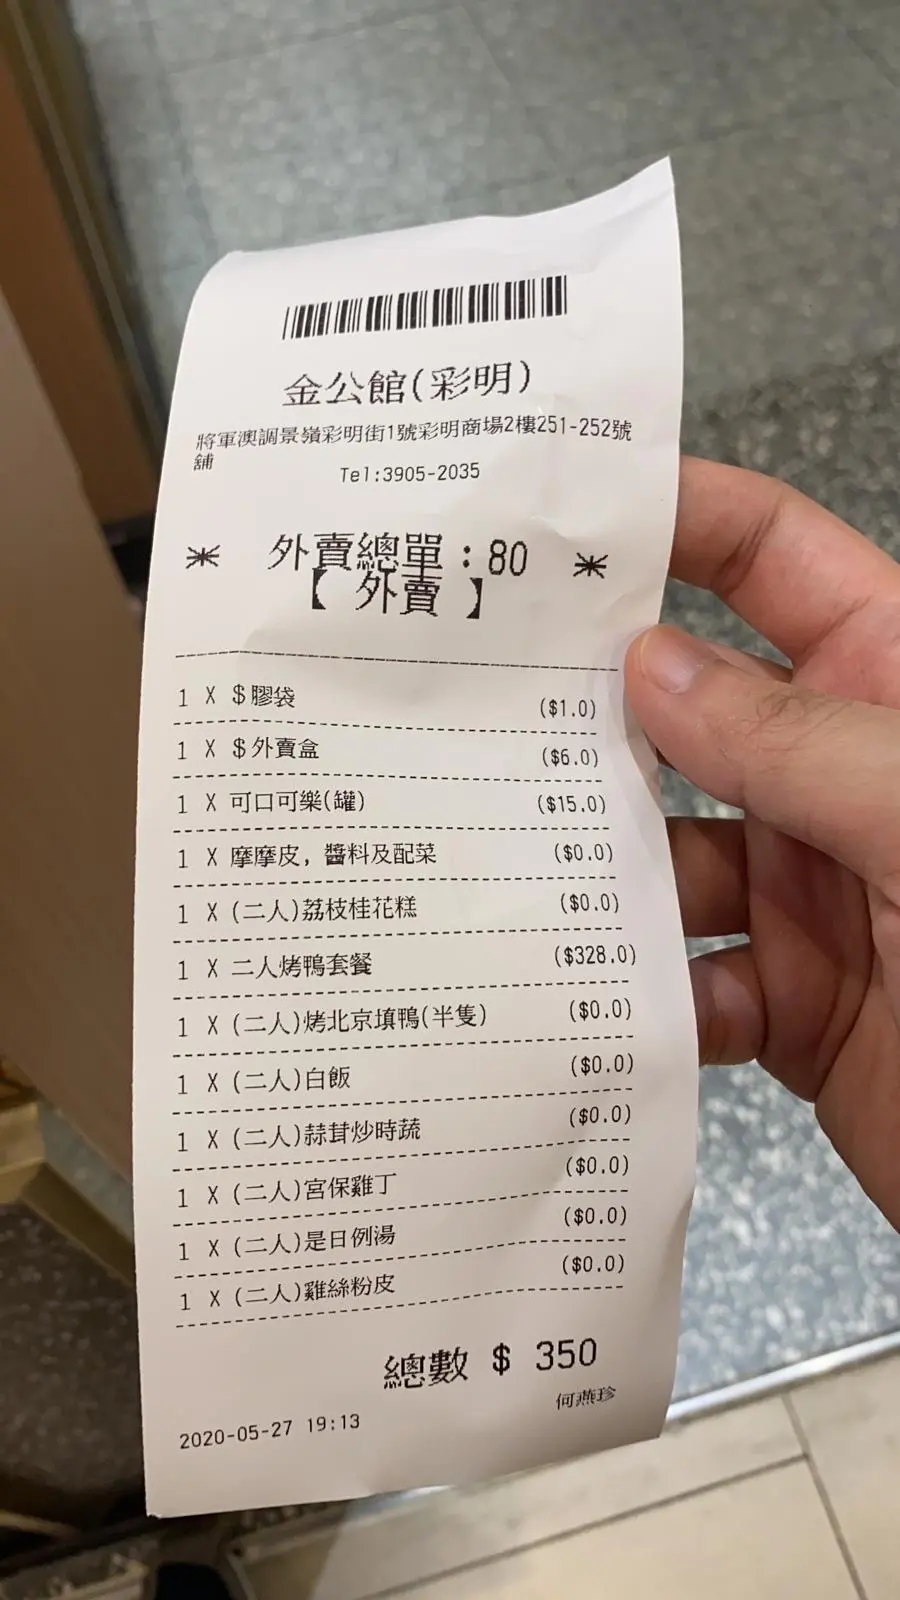 金公館(彩明)
將軍澳調景嶺彩明街1號彩明商場2樓251-252號
舖
Tel:3905-2035
* 外賣總單：80 *
【 外賣 】
1 X $膠袋 ($1.0)
1 X $外賣盒 ($6.0)
1 X 可口可樂(罐) ($15.0)
1 X 摩摩皮，醬料及配菜 ($0.0)
1 X (二人)荔枝桂花糕 ($0.0)
1 X 二人烤鴨套餐 ($328.0)
1 X (二人)烤北京填鴨(半隻) ($0.0)
1 X (二人)白飯 ($0.0)
1 X (二人)蒜茸炒時蔬 ($0.0)
1 X (二人)宮保雞丁 ($0.0)
1 X (二人)是日例湯 ($0.0)
1 X (二人)雞絲粉皮 ($0.0)
總數 $ 350
何燕珍
2020-05-27 19:13